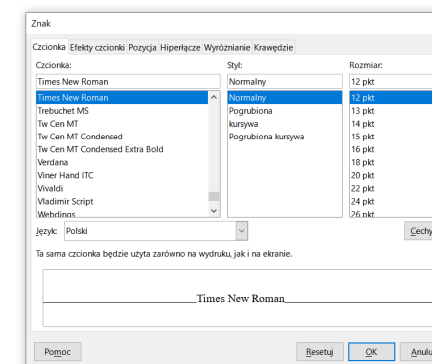 Znak
Czcionka Efekty czcionki Pozycja Hiperłącze Wyróżnianie Krawędzie
Czcionka: Styl: Rozmiar:
Times New Roman Normalny 12 pkt
Times New Roman Normalny 12 pkt
Trebuchet MS Pogrubiona 13 pkt
Tw Cen MT kursywa 14 pkt
Tw Cen MT Condensed Pogrubiona kursywa 15 pkt
Tw Cen MT Condensed Extra Bold 16 pkt
Verdana 18 pkt
Viner Hand ITC 20 pkt
Vivaldi 22 pkt
Vladimir Script 24 pkt
Webdings 26 pkt
Język: Polski Cechy
Ta sama czcionka będzie użyta zarówno na wydruku, jak i na ekranie.
Times New Roman
Pomoc Resetuj OK Anulu